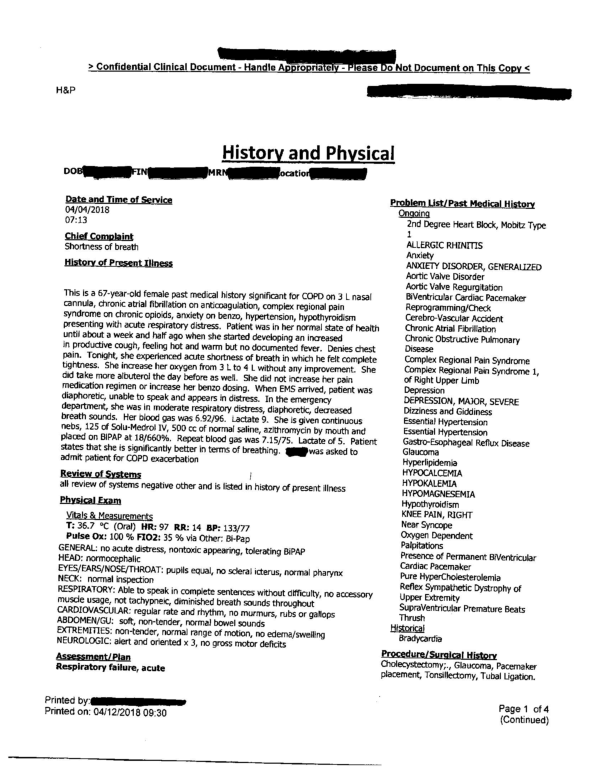 > Confidential Clinical Document - Handle Appropriately - Please Do Not Document on This Copy <
H&P
History and Physical
DOB FIN MRN ocation
Date and Time of Service
04/04/2018
07:13
Chief Complaint
Shortness of breath
History of Present Illness
This is a 67-year-old female past medical history significant for COPD on 3 L nasal
cannula, chronic atrial fibrillation on anticoagulation, complex regional pain
syndrome on chronic opioids, anxiety on benzo, hypertension, hypothyroidism
presenting with acute respiratory distress. Patient was in her normal state of health
until about a week and half ago when she started developing an increased
in productive cough, feeling hot and warm but no documented fever. Denies chest
pain. Tonight, she experienced acute shortness of breath in which he felt complete
tightness. She increase her oxygen from 3 L to 4 L without any improvement. She
did take more albuterol the day before as well. She did not increase her pain
medication regimen or increase her benzo dosing. When EMS arrived, patient was
diaphoretic, unable to speak and appears in distress. In the emergency
department, she was in moderate respiratory distress, diaphoretic, decreased
breath sounds. Her blood gas was 6.92/96. Lactate 9. She is given continuous
nebs, 125 of Solu-Medrol IV, 500 cc of normal saline, azithromycin by mouth and
placed on BIPAP at 18/660%. Repeat blood gas was 7.15/75. Lactate of 5. Patient
states that she is significantly better in terms of breathing. was asked to
admit patient for COPD exacerbation
Review of Systems
all review of systems negative other and is listed in history of present illness
Physical Exam
Vitals & Measurements
T: 36.7 °C (Oral) HR: 97 RR: 14 BP: 133/77
Pulse Ox: 100 % FIO2: 35 % via Other: Bi-Pap
GENERAL: no acute distress, nontoxic appearing, tolerating BiPAP
HEAD: normocephalic
EYES/EARS/NOSE/THROAT: pupils equal, no scleral icterus, normal pharynx
NECK: normal inspection
RESPIRATORY: Able to speak in complete sentences without difficulty, no accessory
muscle usage, not tachypneic, diminished breath sounds throughout
CARDIOVASCULAR: regular rate and rhythm, no murmurs, rubs or gallops
ABDOMEN/GU: soft, non-tender, normal bowel sounds
EXTREMITIES: non-tender, normal range of motion, no edema/swelling
NEUROLOGIC: alert and oriented x 3, no gross motor deficits
Assessment/Plan
Respiratory failure, acute
Problem List/Past Medical History
Ongoing
2nd Degree Heart Block, Mobitz Type
1
ALLERGIC RHINITIS
Anxiety
ANXIETY DISORDER, GENERALIZED
Aortic Valve Disorder
Aortic Valve Regurgitation
BiVentricular Cardiac Pacemaker
Reprogramming/Check
Cerebro-Vascular Accident
Chronic Atrial Fibrillation
Chronic Obstructive Pulmonary
Disease
Complex Regional Pain Syndrome
Complex Regional Pain Syndrome 1,
of Right Upper Limb
Depression
DEPRESSION, MAJOR, SEVERE
Dizziness and Giddiness
Essential Hypertension
Essential Hypertension
Gastro-Esophageal Reflux Disease
Glaucoma
Hyperlipidemia
HYPOCALCEMIA
HYPOKALEMIA
HYPOMAGNESEMIA
Hypothyroidism
KNEE PAIN, RIGHT
Near Syncope
Oxygen Dependent
Palpitations
Presence of Permanent BiVentricular
Cardiac Pacemaker
Pure HyperCholesterolemia
Reflex Sympathetic Dystrophy of
Upper Extremity
SupraVentricular Premature Beats
Thrush
Historical
Bradycardia
Procedure/Surgical History
Cholecystectomy;., Glaucoma, Pacemaker
placement, Tonsillectomy, Tubal Ligation.
Printed by:
Printed on: 04/12/2018 09:30
Page 1 of 4
(Continued)